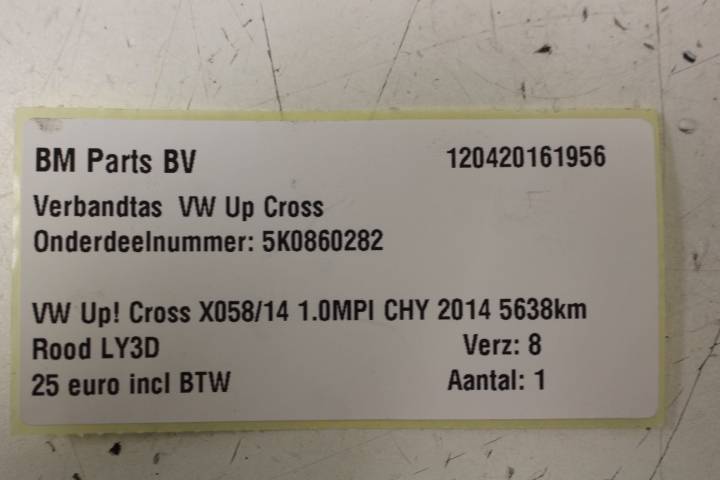 BM Parts BV 120420161956
Verbandtas VW Up Cross
Onderdeelnummer: 5K0860282
VW Up! Cross X058/14 1.0MPI CHY 2014 5638km
Rood LY3D Verz: 8
25 euro incl BTW Aantal: 1